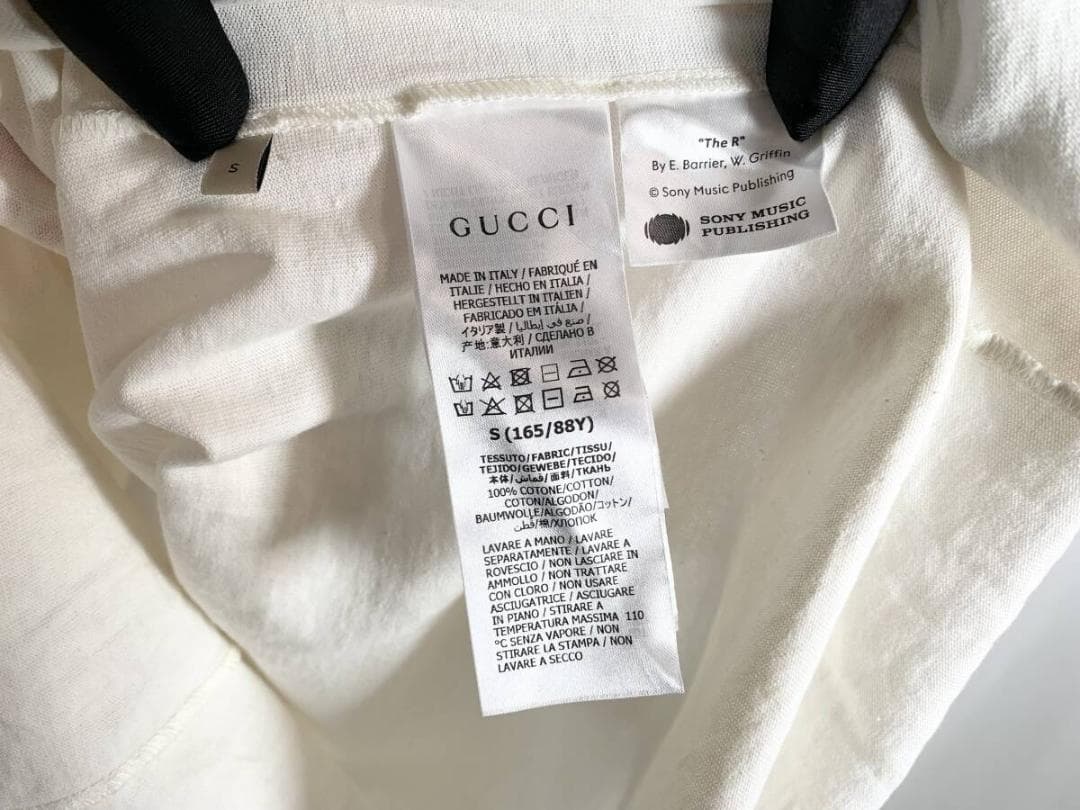 S
GUCCI
MADE IN ITALY / FABRIQUÉ EN
ITALIE / HECHO EN ITALIA /
HERGESTELLT IN ITALIEN /
FABRICADO EM ITÁLIA /
イタリア製 / صنع في إيطاليا /
产地:意大利 / СДЕЛАНО В
ИТАЛИИ
S (165/88Y)
TESSUTO/FABRIC/TISSU/
TEJIDO/GEWEBE/TECIDO/
本体/قماش/面料/ТКАНЬ
100% COTONE/COTTON/
COTON/ALGODON/
BAUMWOLLE/ALGODÃO/コットン/
قطن/棉/ХЛОПОК
LAVARE A MANO / LAVARE
SEPARATAMENTE / LAVARE A
ROVESCIO / NON LASCIARE IN
AMMOLLO / NON TRATTARE
CON CLORO / NON USARE
ASCIUGATRICE / ASCIUGARE
IN PIANO / STIRARE A
TEMPERATURA MASSIMA 110
°C SENZA VAPORE / NON
STIRARE LA STAMPA / NON
LAVARE A SECCO
"The R"
By E. Barrier, W. Griffin
© Sony Music Publishing
SONY MUSIC
PUBLISHING